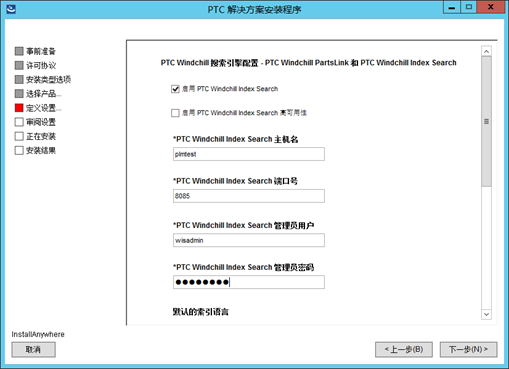 PTC 解决方案安装程序
事前准备
许可协议
安装类型选项
选择产品...
定义设置...
审阅设置
正在安装
安装结果
PTC Windchill 搜索引擎配置 - PTC Windchill PartsLink 和 PTC Windchill Index Search
启用 PTC Windchill Index Search
启用 PTC Windchill Index Search 高可用性
*PTC Windchill Index Search 主机名
plmtest
*PTC Windchill Index Search 端口号
8085
*PTC Windchill Index Search 管理员用户
wisadmin
*PTC Windchill Index Search 管理员密码
●●●●●●●●
默认的索引语言
InstallAnywhere
取消
<上一步(B)
下一步(N)>